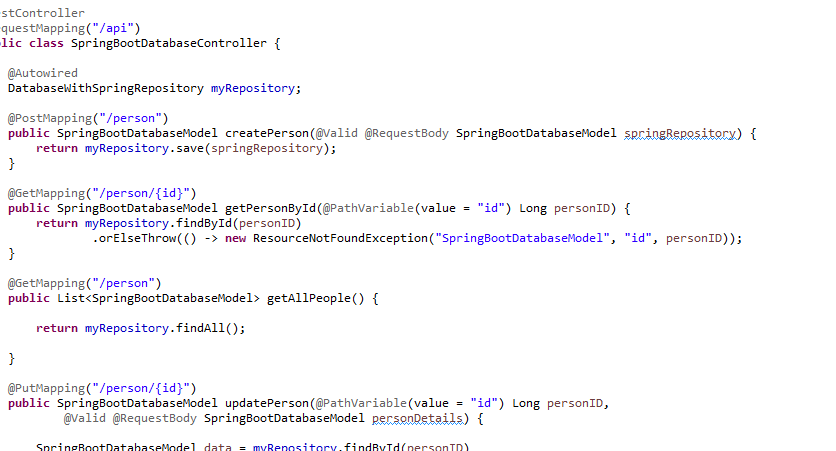 stController
questMapping("/api")
lic class SpringBootDatabaseController {
@Autowired
DatabaseWithSpringRepository myRepository;
@PostMapping("/person")
public SpringBootDatabaseModel createPerson(@Valid @RequestBody SpringBootDatabaseModel springRepository) {
return myRepository.save(springRepository);
}
@GetMapping("/person/{id}")
public SpringBootDatabaseModel getPersonById(@PathVariable(value = "id") Long personID) {
return myRepository.findById(personID)
.orElseThrow(() -> new ResourceNotFoundException("SpringBootDatabaseModel", "id", personID));
}
@GetMapping("/person")
public List<SpringBootDatabaseModel> getAllPeople() {
return myRepository.findAll();
}
@PutMapping("/person/{id}")
public SpringBootDatabaseModel updatePerson(@PathVariable(value = "id") Long personID,
@Valid @RequestBody SpringBootDatabaseModel personDetails) {
SpringBootDatabaseModel data = myRepository.findById(personID)